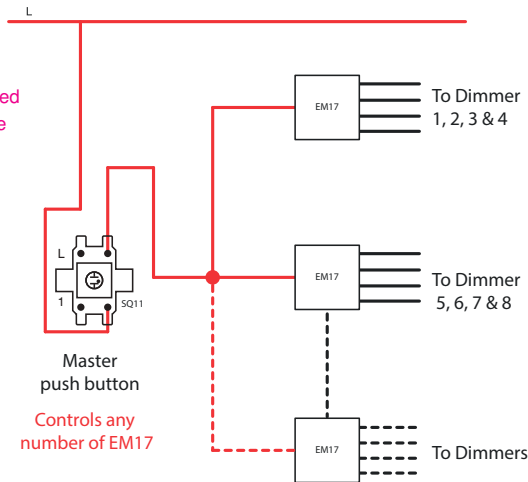 L
ed
e
EM17
To Dimmer
1, 2, 3 & 4
L
1
SQ11
EM17
To Dimmer
5, 6, 7 & 8
Master
push button
Controls any
number of EM17
EM17
To Dimmers